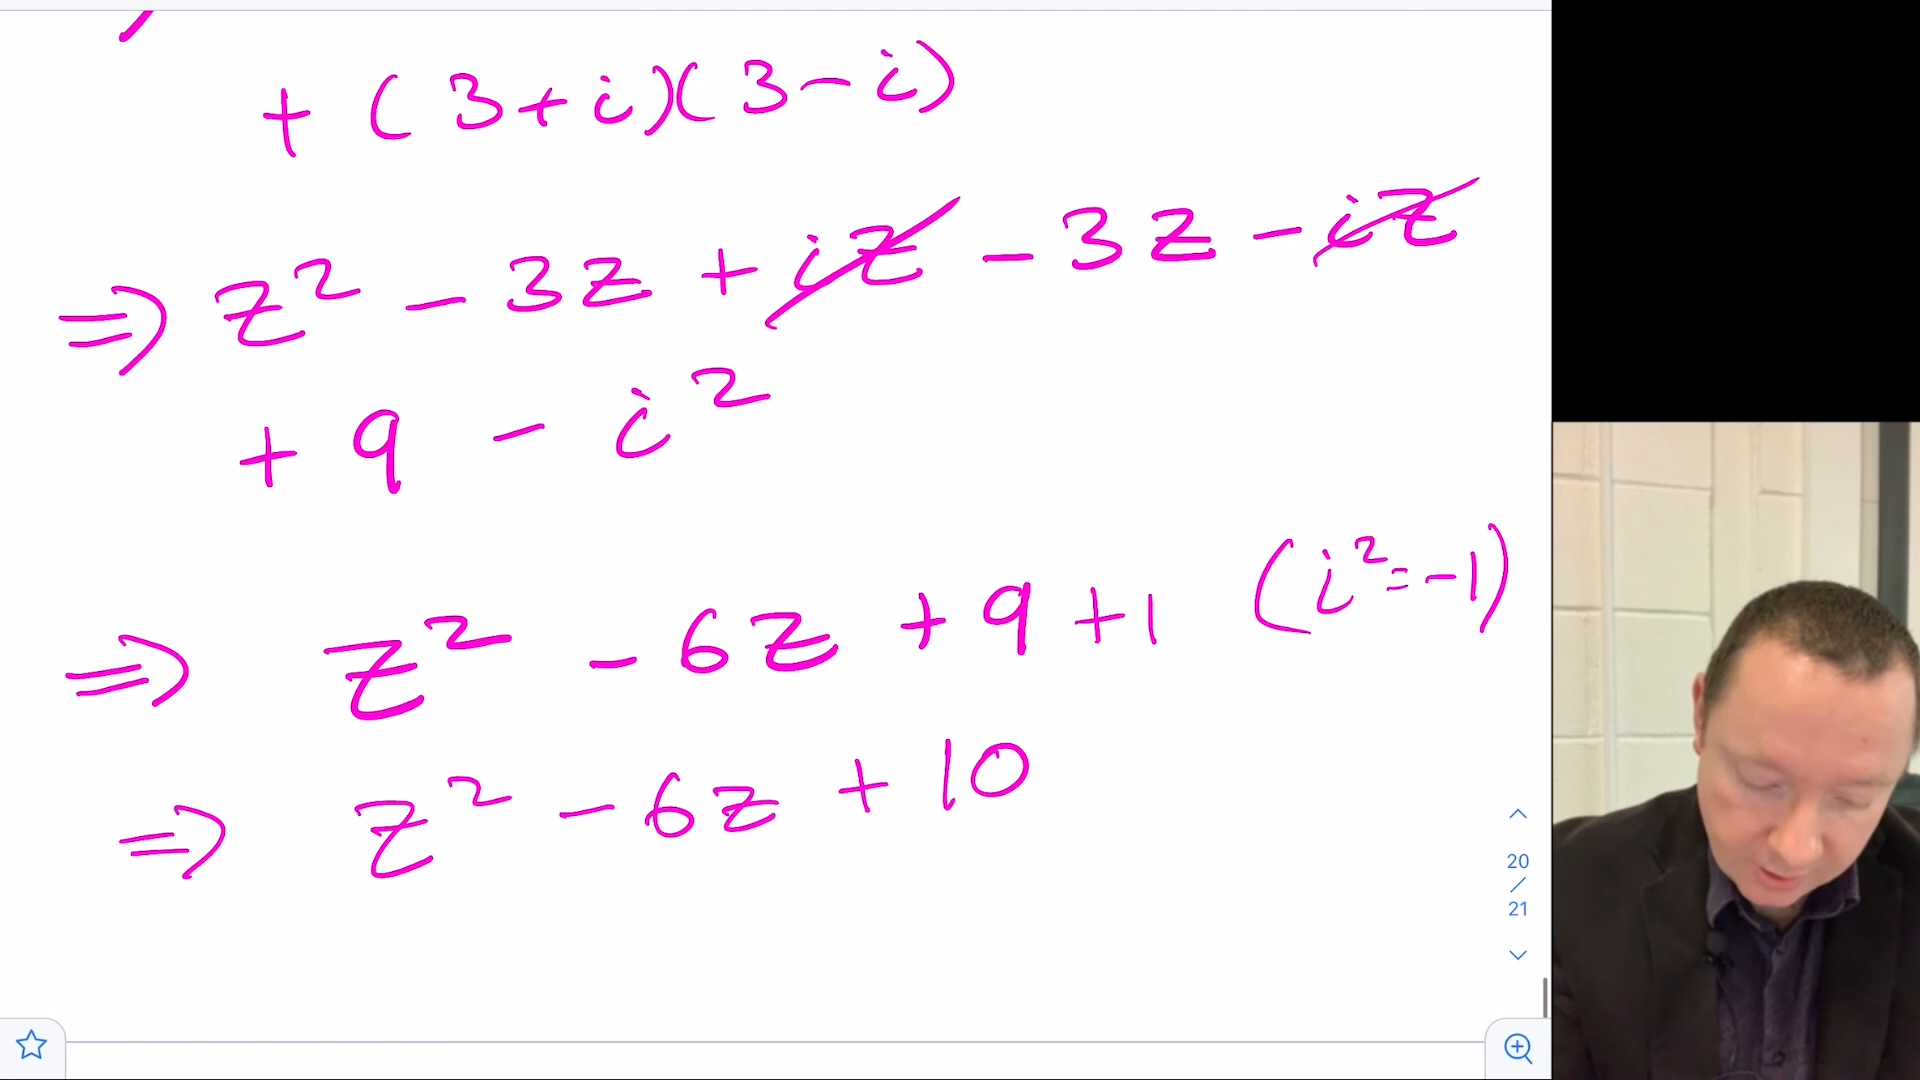 + (3+i)(3-i)
⇒ z² - 3z + iz - 3z - iz
+ 9 - i²
⇒ z² - 6z + 9 + 1 (i² = -1)
⇒ z² - 6z + 10
20
/
21